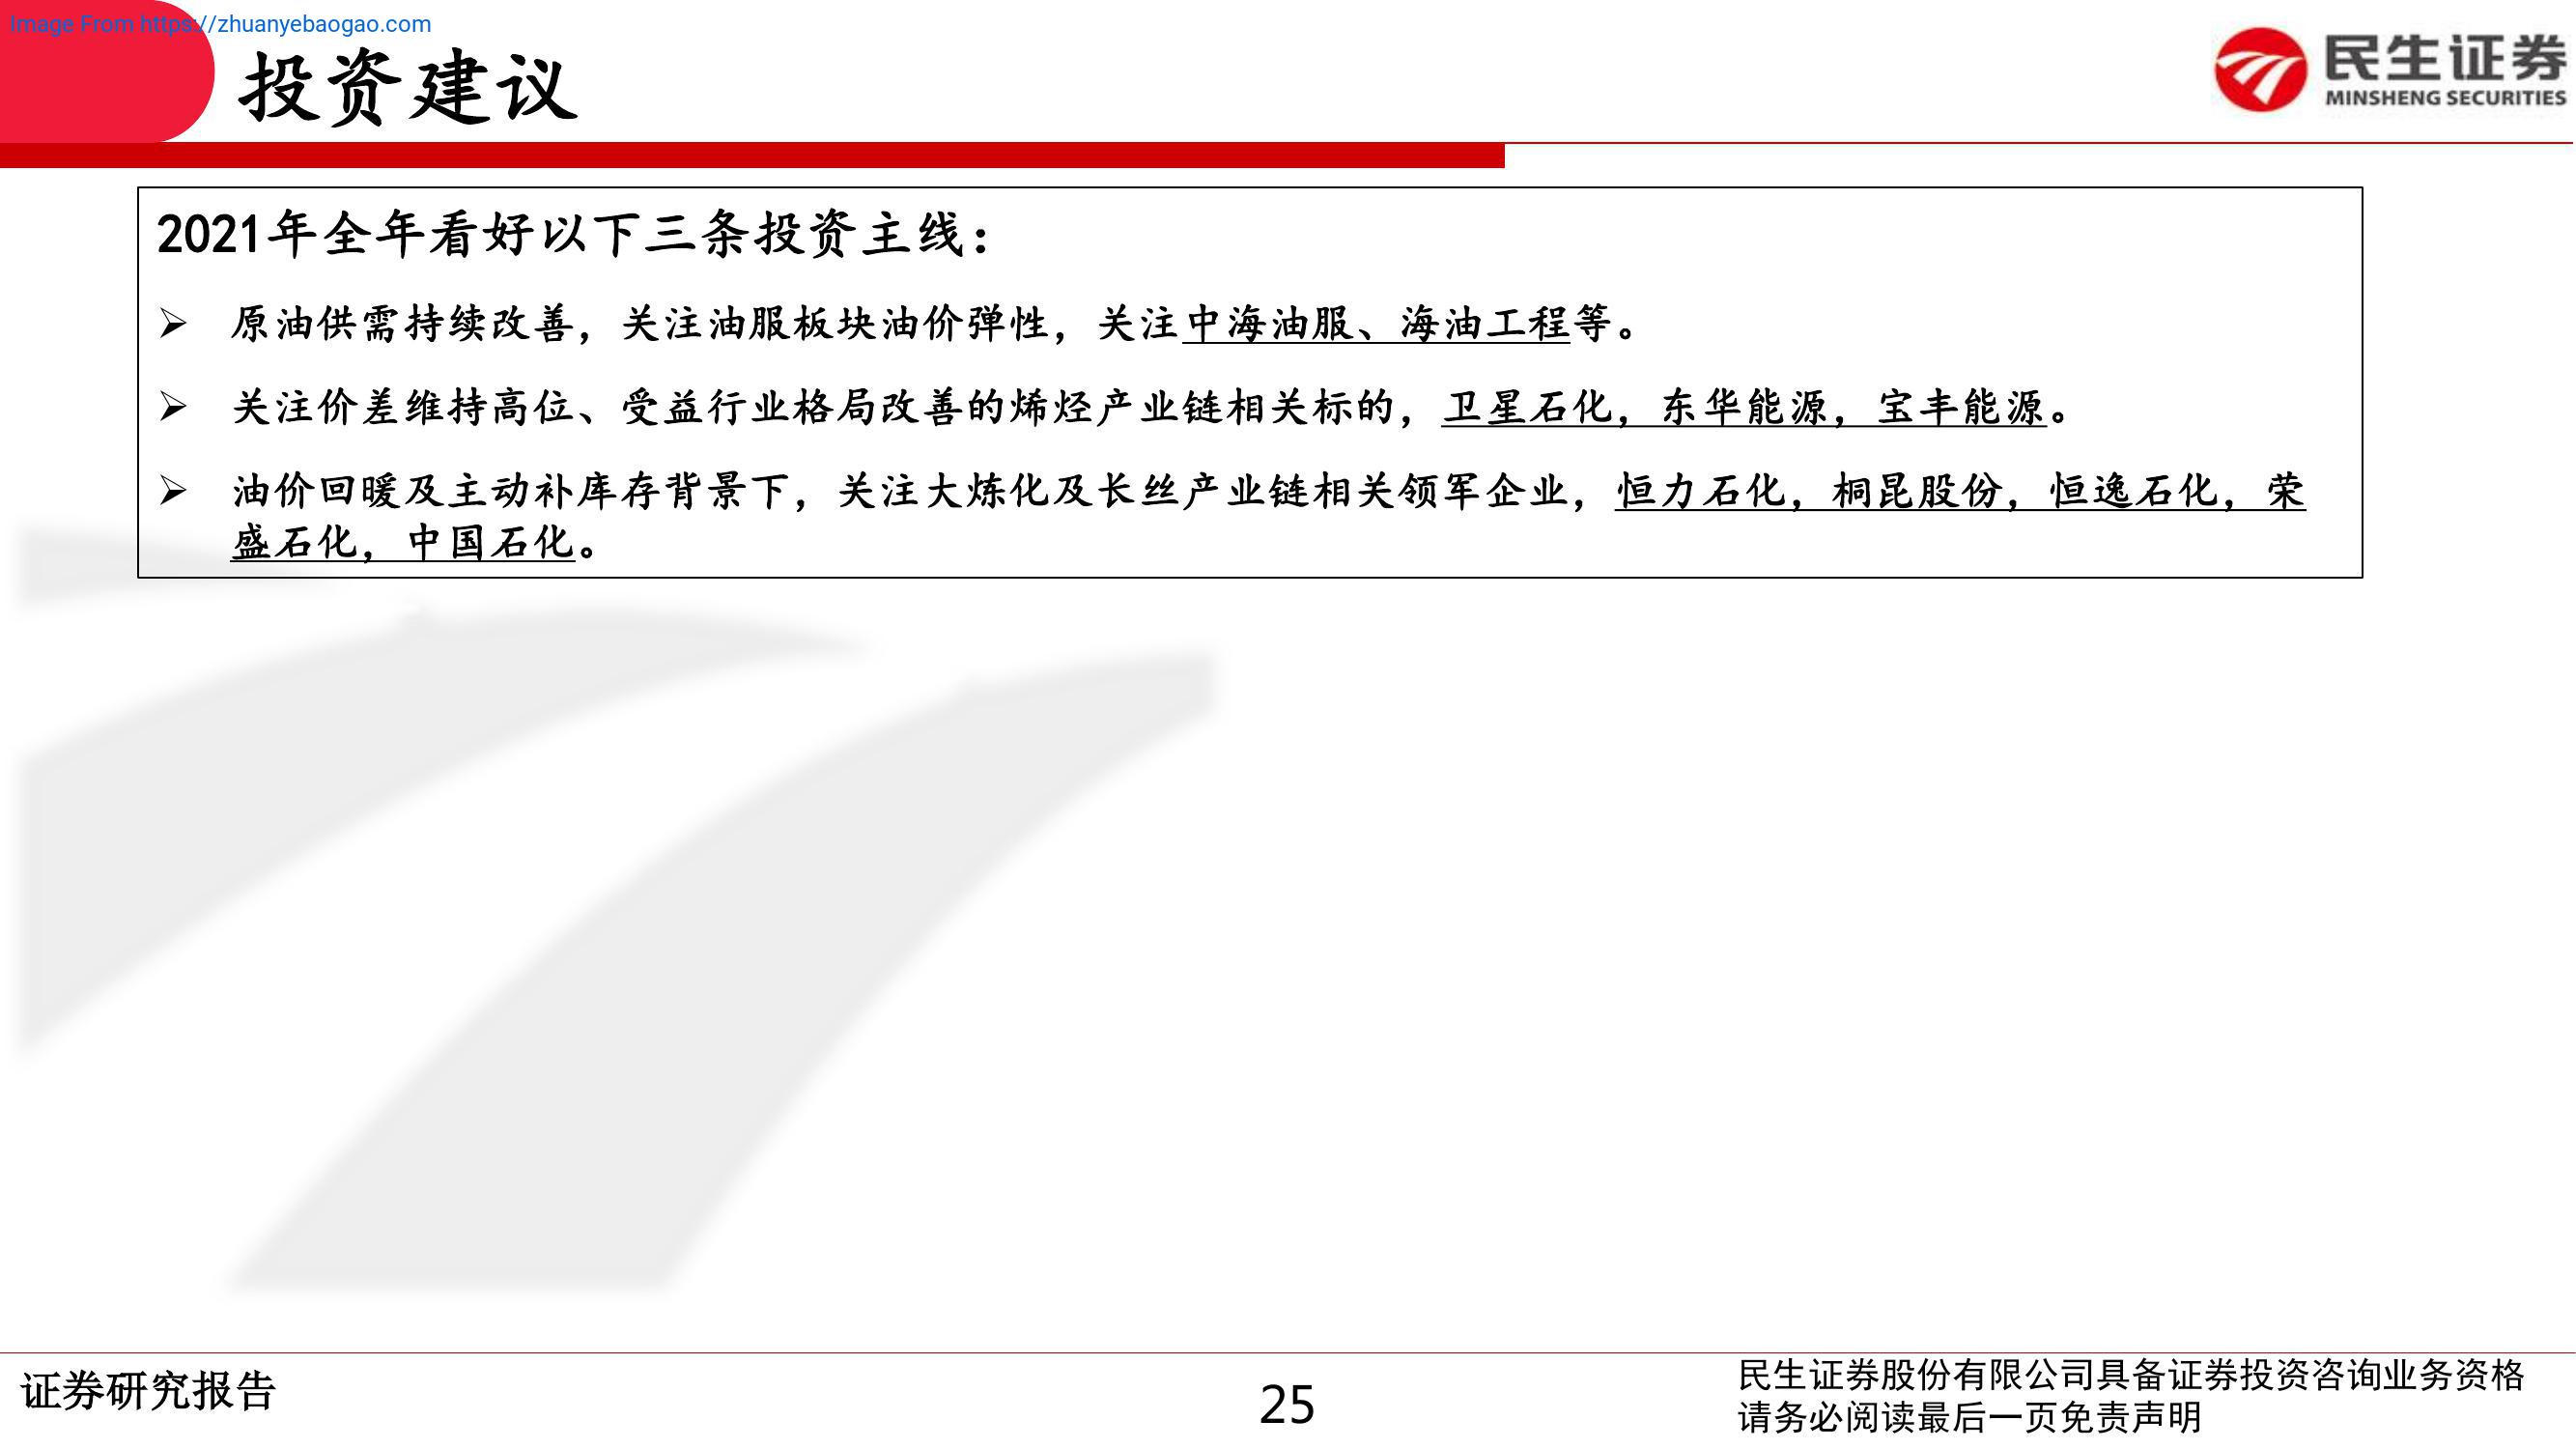 Image From https://zhuanyebaogao.com
投资建议
民生证券
MINSHENG SECURITIES
2021年全年看好以下三条投资主线：
➢ 原油供需持续改善，关注油服板块油价弹性，关注中海油服、海油工程等。
➢ 关注价差维持高位、受益行业格局改善的烯烃产业链相关标的，卫星石化，东华能源，宝丰能源。
➢ 油价回暖及主动补库存背景下，关注大炼化及长丝产业链相关领军企业，恒力石化，桐昆股份，恒逸石化，荣
盛石化，中国石化。
证券研究报告
25
民生证券股份有限公司具备证券投资咨询业务资格
请务必阅读最后一页免责声明